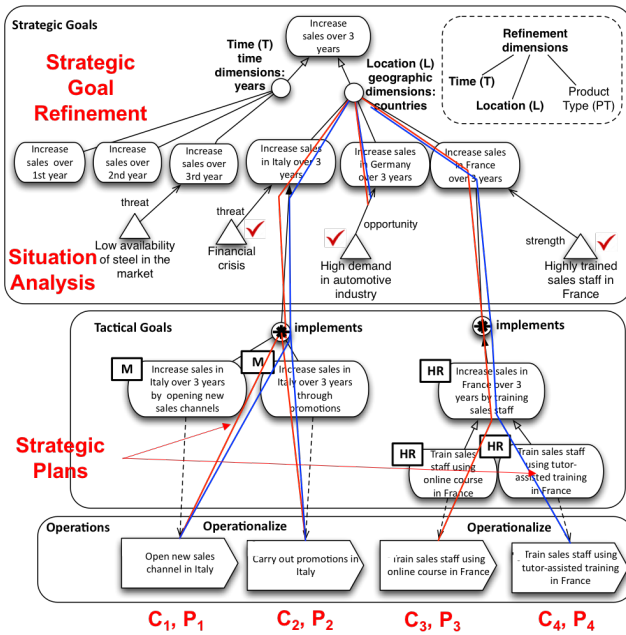 Strategic Goals
Increase
sales over 3
years
Time (T)
time
dimensions:
years
Location (L)
geographic
dimensions:
countries
Refinement
dimensions
Time (T)
Location (L)
Product
Type (PT)
Strategic
Goal
Refinement
Increase
sales over
1st year
Increase
sales over
2nd year
Increase
sales over
3rd year
Increase sales
in Italy over 3
years
Increase
sales in
Germany over
3 years
Increase
sales in
France
over 3 years
threat
Low availability
of steel in the
market
threat
Financial
crisis
opportunity
High demand
in automotive
industry
strength
Highly trained
sales staff in
France
Situation
Analysis
Tactical Goals
implements
implements
M
Increase sales in
Italy over 3 years
by opening new
sales channels
M
Increase sales in
Italy over 3 years
through
promotions
HR
Increase sales in
France over 3
years by training
sales staff
Strategic
Plans
HR
Train sales
staff using
online course
in France
HR
Train sales staff
using tutor-
assisted training
in France
Operations
Operationalize
Operationalize
Open new sales
channel in Italy
Carry out promotions in
Italy
Train sales staff using
online course in France
Train sales staff using
tutor-assisted training
in France
C1, P1
C2, P2
C3, P3
C4, P4